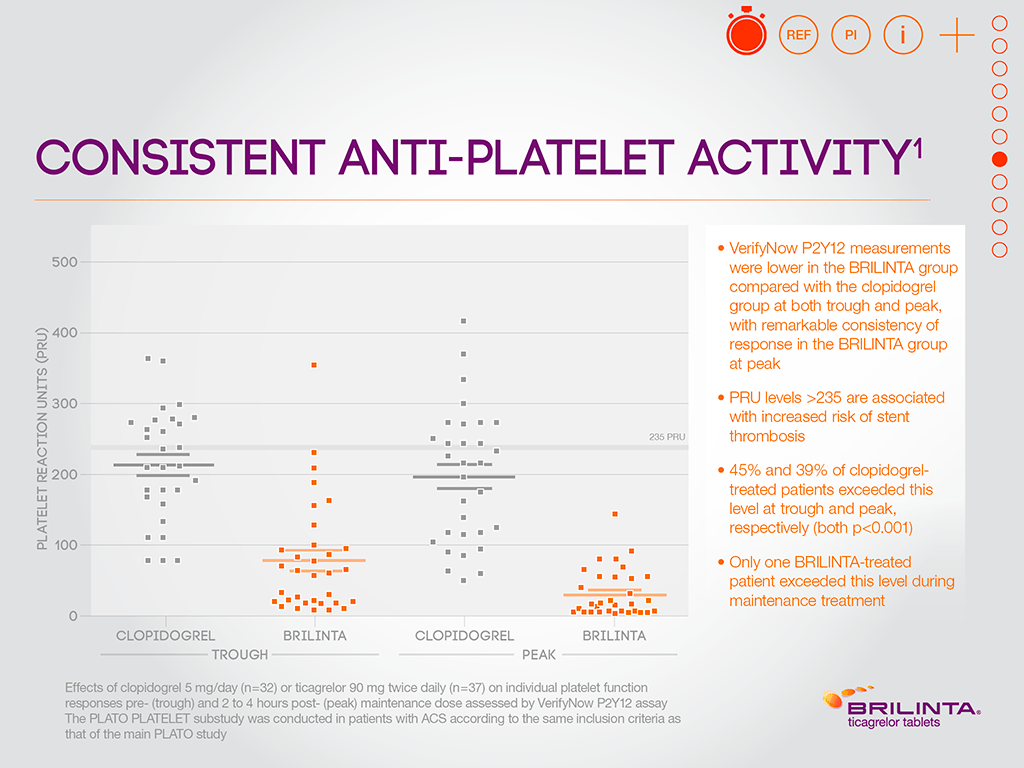 REF PI i
CONSISTENT ANTI-PLATELET ACTIVITY¹
PLATELET REACTION UNITS (PRU)
500
400
300
200
100
0
235 PRU
CLOPIDOGREL BRILINTA CLOPIDOGREL BRILINTA
TROUGH PEAK
• VerifyNow P2Y12 measurements
were lower in the BRILINTA group
compared with the clopidogrel
group at both trough and peak,
with remarkable consistency of
response in the BRILINTA group
at peak
• PRU levels >235 are associated
with increased risk of stent
thrombosis
• 45% and 39% of clopidogrel-
treated patients exceeded this
level at trough and peak,
respectively (both p<0.001)
• Only one BRILINTA-treated
patient exceeded this level during
maintenance treatment
Effects of clopidogrel 5 mg/day (n=32) or ticagrelor 90 mg twice daily (n=37) on individual platelet function
responses pre- (trough) and 2 to 4 hours post- (peak) maintenance dose assessed by VerifyNow P2Y12 assay
The PLATO PLATELET substudy was conducted in patients with ACS according to the same inclusion criteria as
that of the main PLATO study
BRILINTA®
ticagrelor tablets